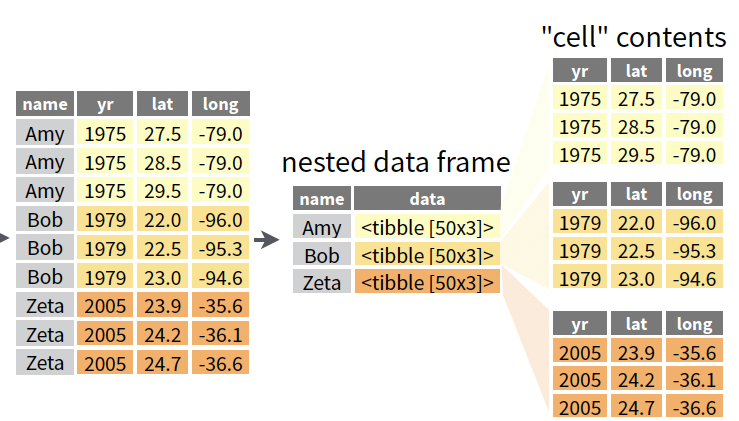 name yr lat long
Amy 1975 27.5 -79.0
Amy 1975 28.5 -79.0
Amy 1975 29.5 -79.0
Bob 1979 22.0 -96.0
Bob 1979 22.5 -95.3
Bob 1979 23.0 -94.6
Zeta 2005 23.9 -35.6
Zeta 2005 24.2 -36.1
Zeta 2005 24.7 -36.6
nested data frame
name data
Amy <tibble [50x3]>
Bob <tibble [50x3]>
Zeta <tibble [50x3]>
"cell" contents
yr lat long
1975 27.5 -79.0
1975 28.5 -79.0
1975 29.5 -79.0
yr lat long
1979 22.0 -96.0
1979 22.5 -95.3
1979 23.0 -94.6
yr lat long
2005 23.9 -35.6
2005 24.2 -36.1
2005 24.7 -36.6